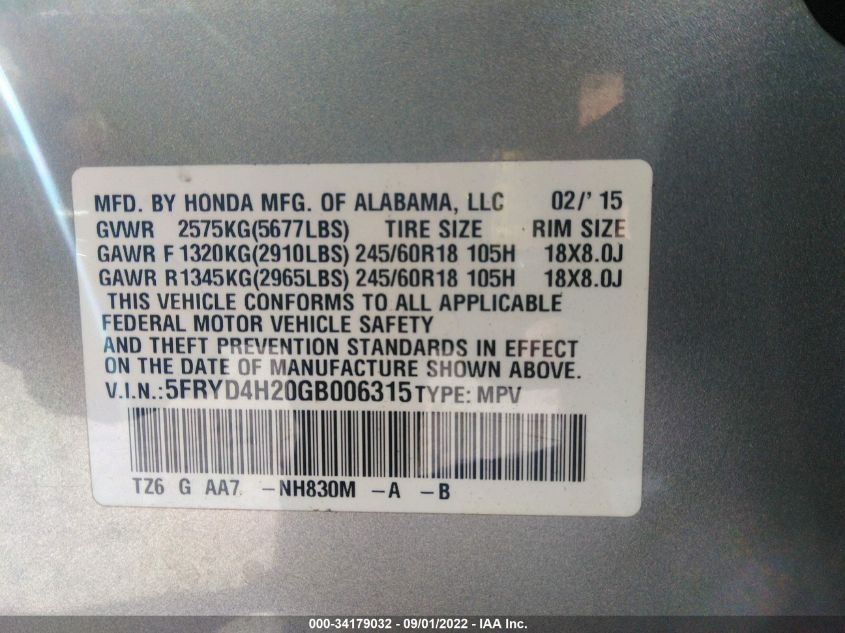 MFD. BY HONDA MFG. OF ALABAMA, LLC 02/' 15
GVWR 2575KG(5677LBS) TIRE SIZE RIM SIZE
GAWR F 1320KG(2910LBS) 245/60R18 105H 18X8.0J
GAWR R1345KG(2965LBS) 245/60R18 105H 18X8.0J
THIS VEHICLE CONFORMS TO ALL APPLICABLE
FEDERAL MOTOR VEHICLE SAFETY
AND THEFT PREVENTION STANDARDS IN EFFECT
ON THE DATE OF MANUFACTURE SHOWN ABOVE.
V.I.N.:5FRYD4H20GB006315 TYPE: MPV
TZ6 G AA7 -NH830M -A -B
000-34179032 - 09/01/2022 - IAA Inc.